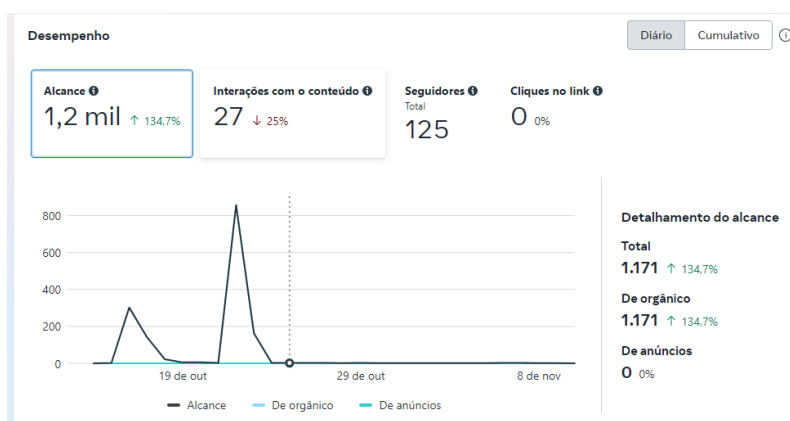 Desempenho
Diário
Cumulativo
Alcance
1,2 mil ↑ 134,7%
Interações com o conteúdo
27 ↓ 25%
Seguidores
Total
125
Cliques no link
0 0%
800
600
400
200
0
19 de out
29 de out
8 de nov
Alcance
De orgânico
De anúncios
Detalhamento do alcance
Total
1.171 ↑ 134,7%
De orgânico
1.171 ↑ 134,7%
De anúncios
0 0%